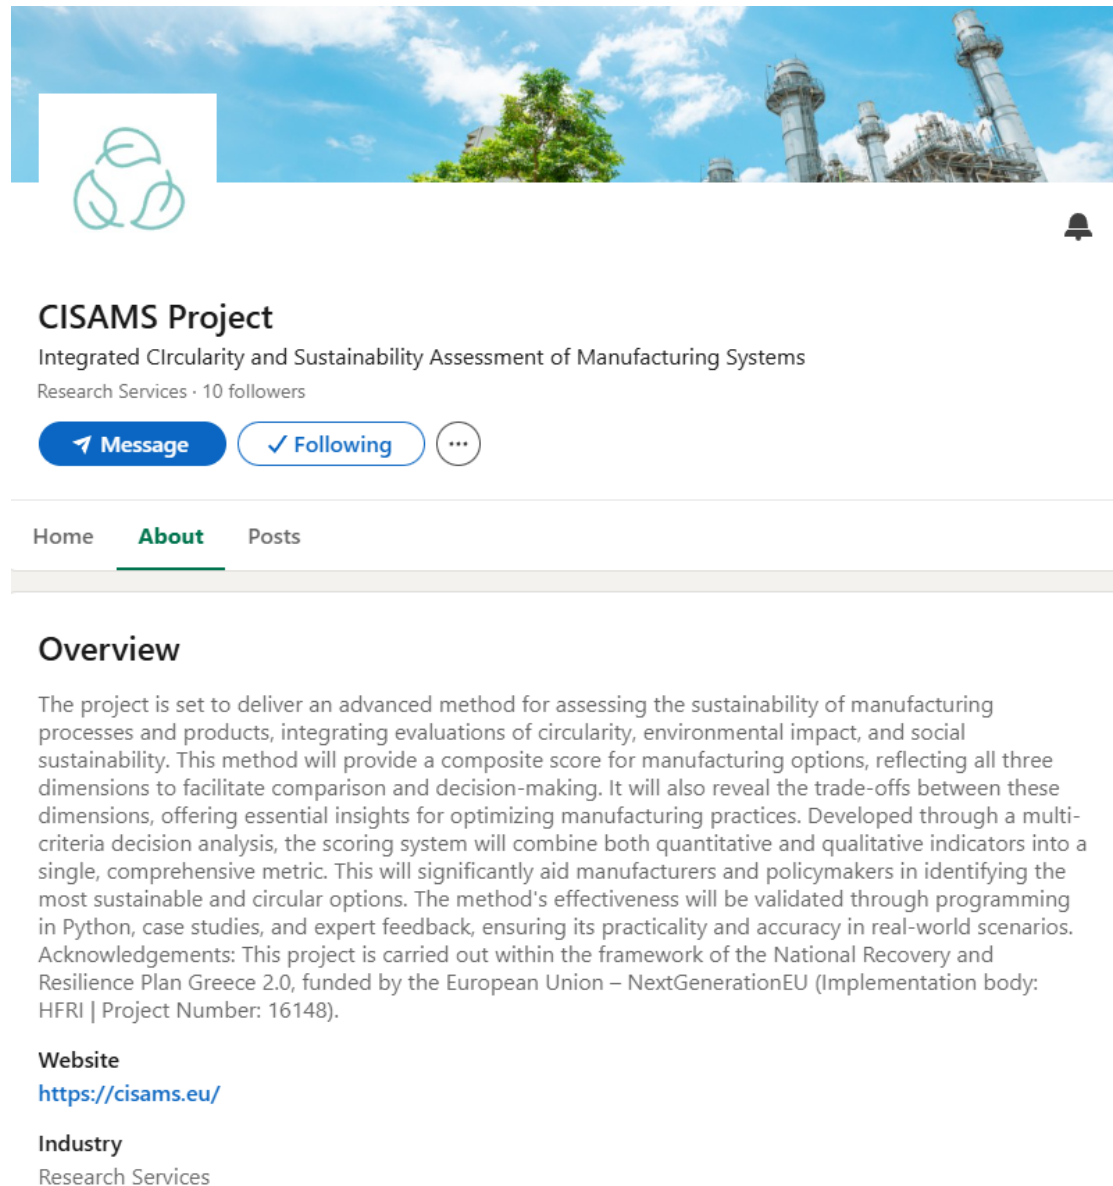 CISAMS Project
Integrated CIrcularity and Sustainability Assessment of Manufacturing Systems
Research Services · 10 followers
Message
Following
Home
About
Posts
Overview
The project is set to deliver an advanced method for assessing the sustainability of manufacturing
processes and products, integrating evaluations of circularity, environmental impact, and social
sustainability. This method will provide a composite score for manufacturing options, reflecting all three
dimensions to facilitate comparison and decision-making. It will also reveal the trade-offs between these
dimensions, offering essential insights for optimizing manufacturing practices. Developed through a multi-
criteria decision analysis, the scoring system will combine both quantitative and qualitative indicators into a
single, comprehensive metric. This will significantly aid manufacturers and policymakers in identifying the
most sustainable and circular options. The method's effectiveness will be validated through programming
in Python, case studies, and expert feedback, ensuring its practicality and accuracy in real-world scenarios.
Acknowledgements: This project is carried out within the framework of the National Recovery and
Resilience Plan Greece 2.0, funded by the European Union – NextGenerationEU (Implementation body:
HFRI | Project Number: 16148).
Website
https://cisams.eu/
Industry
Research Services